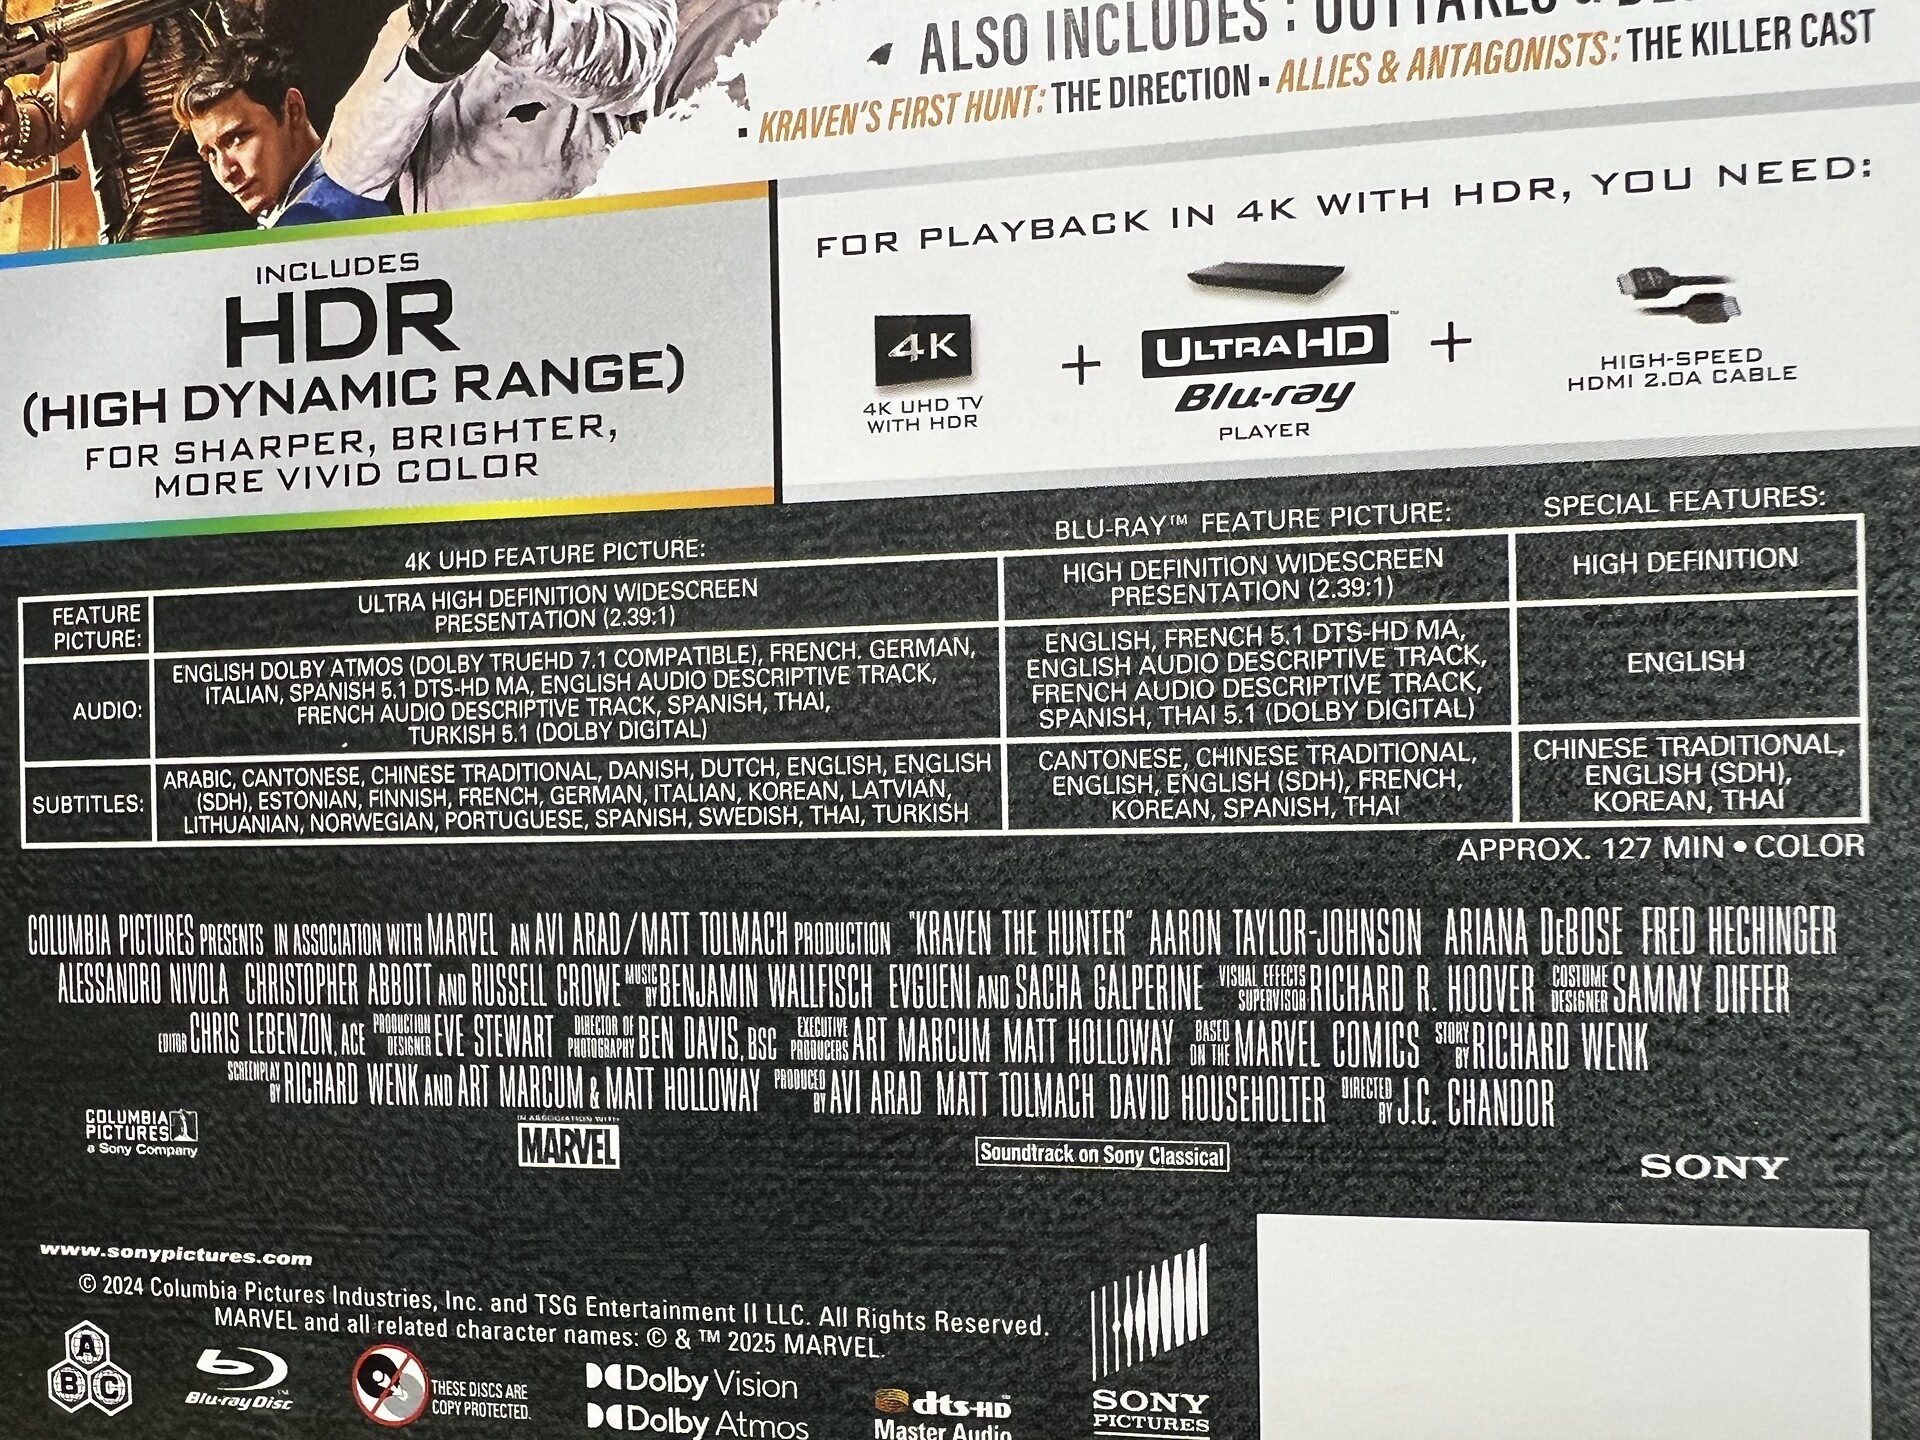 ALSO INCLUDES: OUTTAKES &
KRAVEN'S FIRST HUNT: THE DIRECTION ▪ ALLIES & ANTAGONISTS: THE KILLER CAST
INCLUDES
HDR
(HIGH DYNAMIC RANGE)
FOR SHARPER, BRIGHTER,
MORE VIVID COLOR
FOR PLAYBACK IN 4K WITH HDR, YOU NEED:
4K
4K UHD TV
WITH HDR
+
ULTRA HD™
Blu-ray
PLAYER
+
HIGH-SPEED
HDMI 2.0A CABLE
4K UHD FEATURE PICTURE:
BLU-RAY™ FEATURE PICTURE:
SPECIAL FEATURES:
FEATURE
PICTURE:
ULTRA HIGH DEFINITION WIDESCREEN
PRESENTATION (2.39:1)
HIGH DEFINITION WIDESCREEN
PRESENTATION (2.39:1)
HIGH DEFINITION
AUDIO:
ENGLISH DOLBY ATMOS (DOLBY TRUEHD 7.1 COMPATIBLE), FRENCH. GERMAN,
ITALIAN, SPANISH 5.1 DTS-HD MA, ENGLISH AUDIO DESCRIPTIVE TRACK,
FRENCH AUDIO DESCRIPTIVE TRACK, SPANISH, THAI,
TURKISH 5.1 (DOLBY DIGITAL)
ENGLISH, FRENCH 5.1 DTS-HD MA,
ENGLISH AUDIO DESCRIPTIVE TRACK,
FRENCH AUDIO DESCRIPTIVE TRACK,
SPANISH, THAI 5.1 (DOLBY DIGITAL)
ENGLISH
SUBTITLES:
ARABIC, CANTONESE, CHINESE TRADITIONAL, DANISH, DUTCH, ENGLISH, ENGLISH
(SDH), ESTONIAN, FINNISH, FRENCH, GERMAN, ITALIAN, KOREAN, LATVIAN,
LITHUANIAN, NORWEGIAN, PORTUGUESE, SPANISH, SWEDISH, THAI, TURKISH
CANTONESE, CHINESE TRADITIONAL,
ENGLISH, ENGLISH (SDH), FRENCH,
KOREAN, SPANISH, THAI
CHINESE TRADITIONAL,
ENGLISH (SDH),
KOREAN, THAI
APPROX. 127 MIN • COLOR
COLUMBIA PICTURES PRESENTS IN ASSOCIATION WITH MARVEL AN AVI ARAD/MATT TOLMACH PRODUCTION "KRAVEN THE HUNTER" AARON TAYLOR-JOHNSON ARIANA DeBOSE FRED HECHINGER
ALESSANDRO NIVOLA CHRISTOPHER ABBOTT AND RUSSELL CROWE MUSIC BY BENJAMIN WALLFISCH EVGUENI AND SACHA GALPERINE VISUAL EFFECTS SUPERVISOR RICHARD R. HOOVER COSTUME DESIGNER SAMMY DIFFER
EDITOR CHRIS LEBENZON, ACE PRODUCTION DESIGNER EVE STEWART DIRECTOR OF PHOTOGRAPHY BEN DAVIS, BSC EXECUTIVE PRODUCERS ART MARCUM MATT HOLLOWAY BASED ON THE MARVEL COMICS STORY BY RICHARD WENK
SCREENPLAY BY RICHARD WENK AND ART MARCUM & MATT HOLLOWAY PRODUCED BY AVI ARAD MATT TOLMACH DAVID HOUSEHOLTER DIRECTED BY J.C. CHANDOR
COLUMBIA
PICTURES
a Sony Company
IN ASSOCIATION WITH
MARVEL
Soundtrack on Sony Classical
SONY
www.sonypictures.com
© 2024 Columbia Pictures Industries, Inc. and TSG Entertainment II LLC. All Rights Reserved.
MARVEL and all related character names: © & ™ 2025 MARVEL.
A
B C
Blu-ray Disc™
THESE DISCS ARE
COPY PROTECTED.
Dolby Vision
Dolby Atmos
dts-HD
Master Audio
SONY
PICTURES